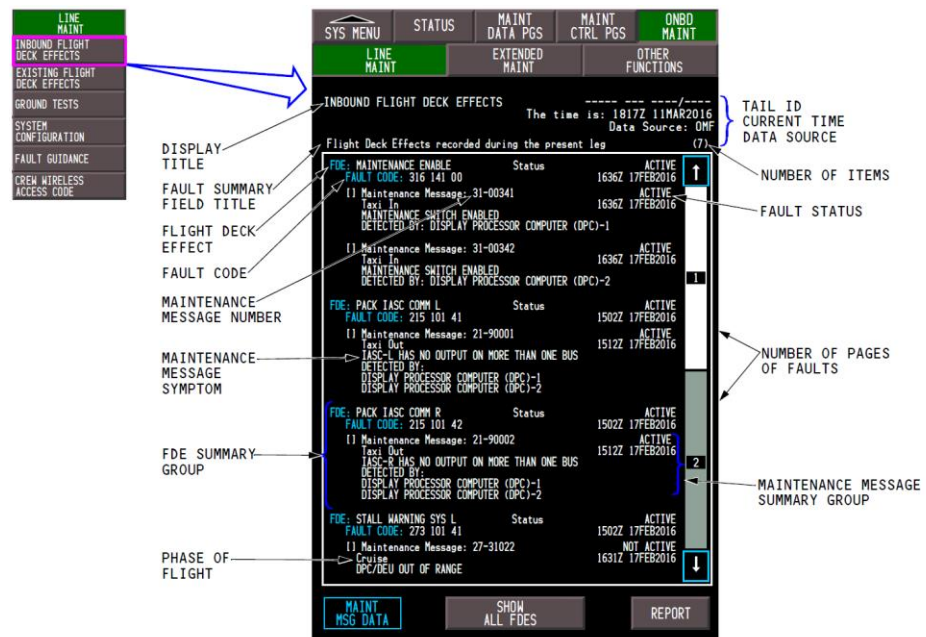 LINE
MAINT
INBOUND FLIGHT
DECK EFFECTS
EXISTING FLIGHT
DECK EFFECTS
GROUND TESTS
SYSTEM
CONFIGURATION
FAULT GUIDANCE
CREW WIRELESS
ACCESS CODE
SYS MENU
STATUS
MAINT
DATA PGS
MAINT
CTRL PGS
ONBD
MAINT
LINE
MAINT
EXTENDED
MAINT
OTHER
FUNCTIONS
INBOUND FLIGHT DECK EFFECTS
----- --- ----/----
The time is: 1817Z 11MAR2016
Data Source: OMF
Flight Deck Effects recorded during the present leg (7)
FDE: MAINTENANCE ENABLE Status ACTIVE
FAULT CODE: 316 141 00 1636Z 17FEB2016
[] Maintenance Message: 31-00341 ACTIVE
Taxi In 1636Z 17FEB2016
MAINTENANCE SWITCH ENABLED
DETECTED BY: DISPLAY PROCESSOR COMPUTER (DPC)-1
[] Maintenance Message: 31-00342 ACTIVE
Taxi In 1636Z 17FEB2016
MAINTENANCE SWITCH ENABLED
DETECTED BY: DISPLAY PROCESSOR COMPUTER (DPC)-2
FDE: PACK IASC COMM L Status ACTIVE
FAULT CODE: 215 101 41 1502Z 17FEB2016
[] Maintenance Message: 21-90001 ACTIVE
Taxi Out 1512Z 17FEB2016
IASC-L HAS NO OUTPUT ON MORE THAN ONE BUS
DETECTED BY:
DISPLAY PROCESSOR COMPUTER (DPC)-1
DISPLAY PROCESSOR COMPUTER (DPC)-2
FDE: PACK IASC COMM R Status ACTIVE
FAULT CODE: 215 101 42 1502Z 17FEB2016
[] Maintenance Message: 21-90002 ACTIVE
Taxi Out 1512Z 17FEB2016
IASC-R HAS NO OUTPUT ON MORE THAN ONE BUS
DETECTED BY:
DISPLAY PROCESSOR COMPUTER (DPC)-1
DISPLAY PROCESSOR COMPUTER (DPC)-2
FDE: STALL WARNING SYS L Status ACTIVE
FAULT CODE: 273 101 41 1502Z 17FEB2016
[] Maintenance Message: 27-31022 NOT ACTIVE
Cruise 1631Z 17FEB2016
DPC/DEU OUT OF RANGE
1
2
MAINT
MSG DATA
SHOW
ALL FDES
REPORT
DISPLAY
TITLE
FAULT SUMMARY
FIELD TITLE
FLIGHT DECK
EFFECT
FAULT CODE
MAINTENANCE
MESSAGE NUMBER
MAINTENANCE
MESSAGE
SYMPTOM
FDE SUMMARY
GROUP
PHASE OF
FLIGHT
TAIL ID
CURRENT TIME
DATA SOURCE
NUMBER OF ITEMS
FAULT STATUS
NUMBER OF PAGES
OF FAULTS
MAINTENANCE MESSAGE
SUMMARY GROUP